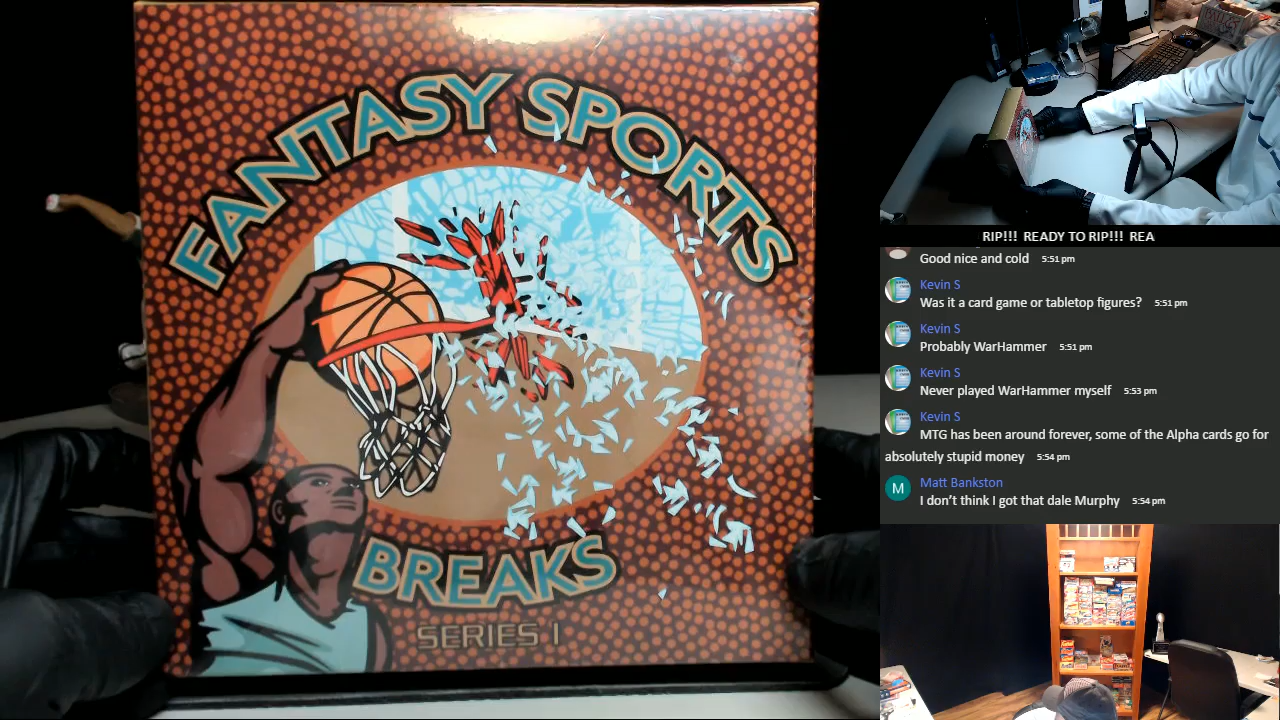 FANTASY SPORTS
BREAKS
SERIES I
RIP!!! READY TO RIP!!! REA
Good nice and cold 5:51 pm
Kevin S
Was it a card game or tabletop figures? 5:51 pm
Kevin S
Probably WarHammer 5:51 pm
Kevin S
Never played WarHammer myself 5:53 pm
Kevin S
MTG has been around forever, some of the Alpha cards go for
absolutely stupid money 5:54 pm
M
Matt Bankston
I don't think I got that dale Murphy 5:54 pm